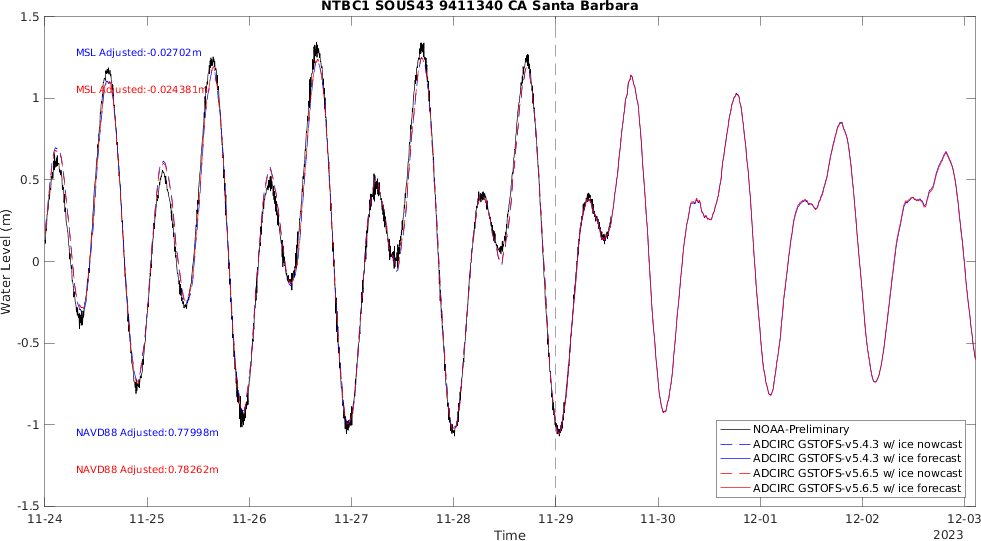 NTBC1 SOUS43 9411340 CA Santa Barbara
1.5
MSL Adjusted:-0.02702m
1
MSL Adjusted:-0.024381m
0.5
Water Level (m)
0
-0.5
-1
NAVD88 Adjusted:0.77998m
NAVD88 Adjusted:0.78262m
NOAA-Preliminary
ADCIRC GSTOFS-v5.4.3 w/ ice nowcast
ADCIRC GSTOFS-v5.4.3 w/ ice forecast
ADCIRC GSTOFS-v5.6.5 w/ ice nowcast
ADCIRC GSTOFS-v5.6.5 w/ ice forecast
-1.5
11-24 11-25 11-26 11-27 11-28 11-29 11-30 12-01 12-02 12-03
Time
2023